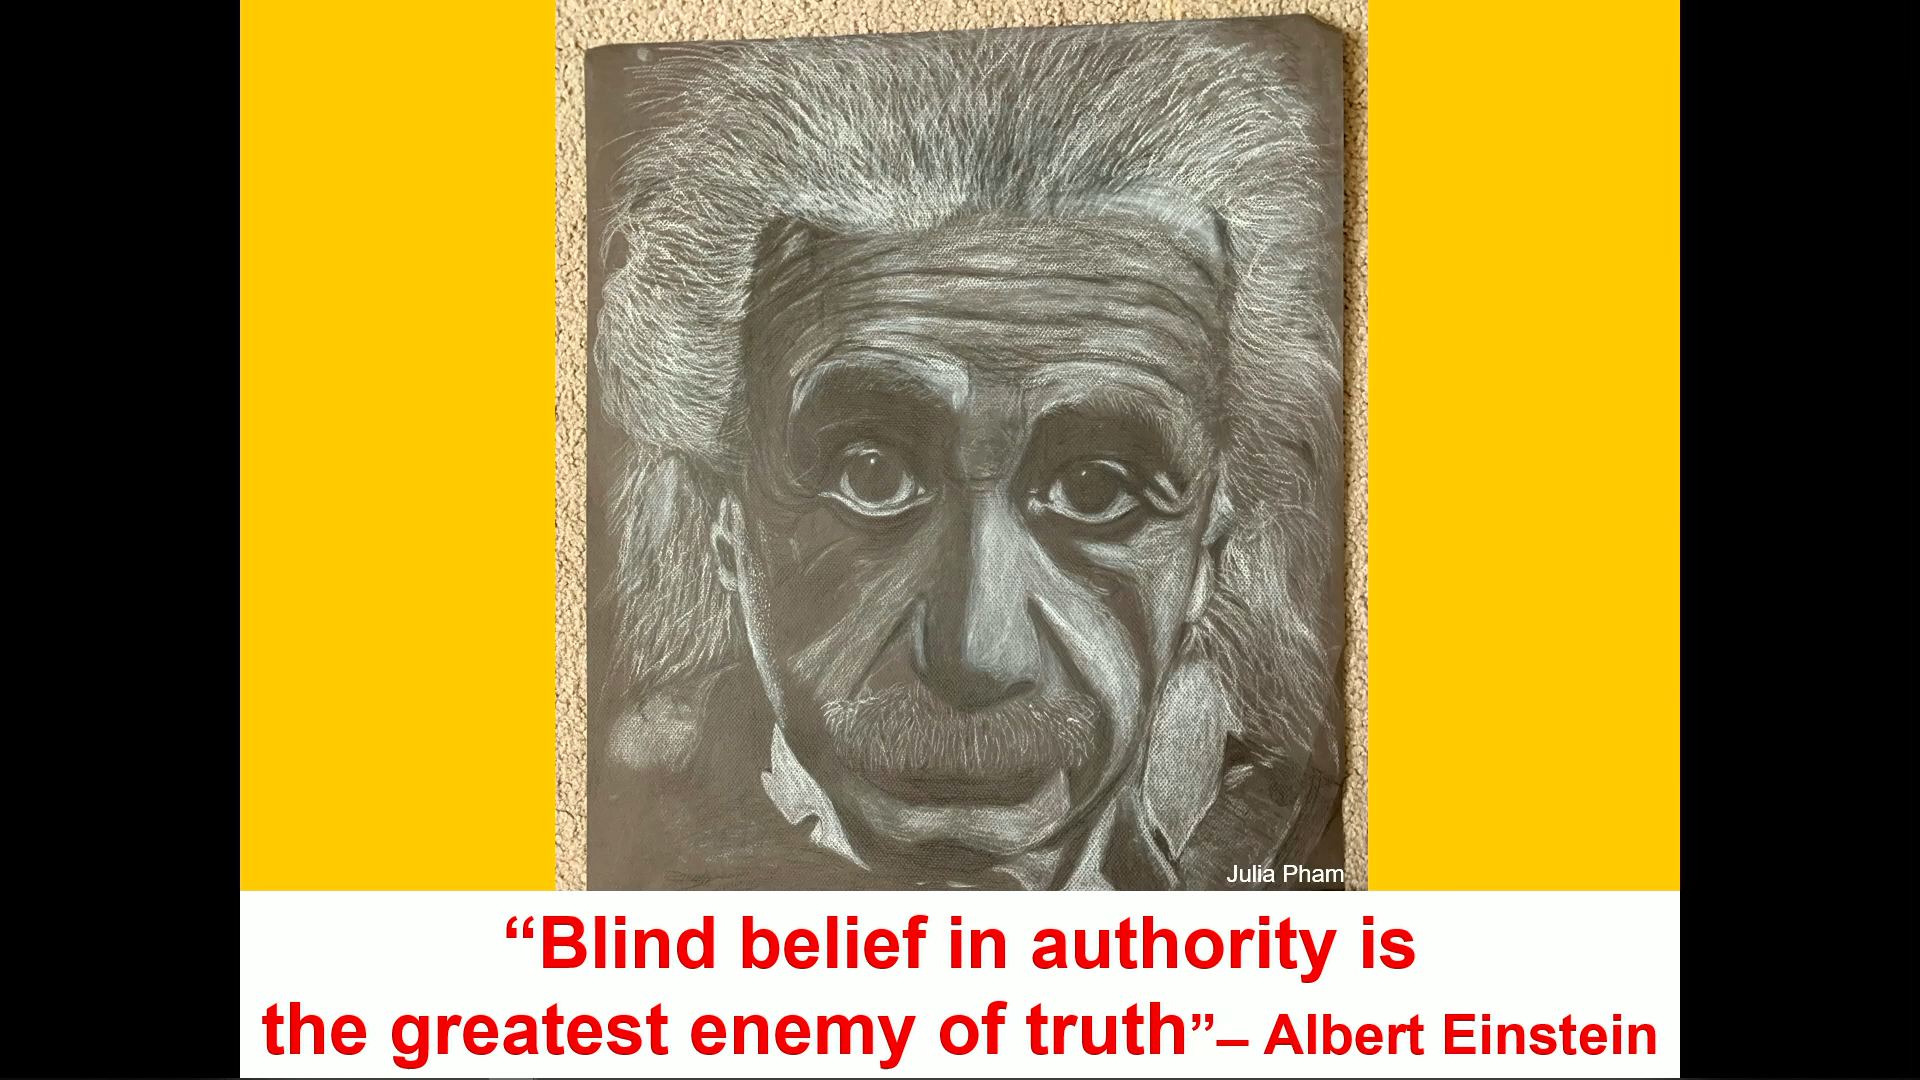 Julia Pham
“Blind belief in authority is
the greatest enemy of truth”– Albert Einstein